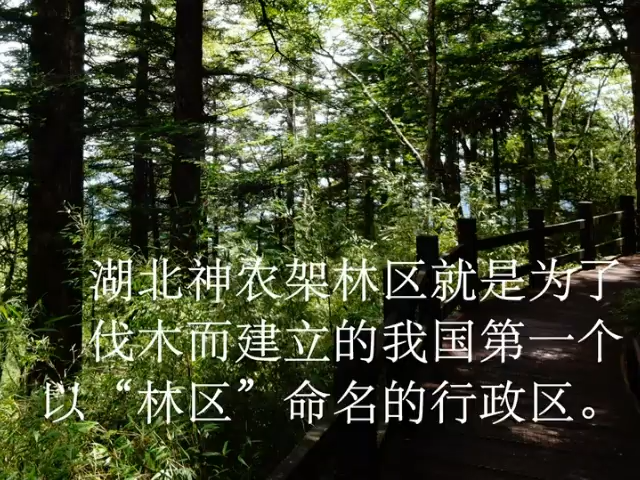 湖北神农架林区就是为了
伐木而建立的我国第一个
以“林区”命名的行政区。